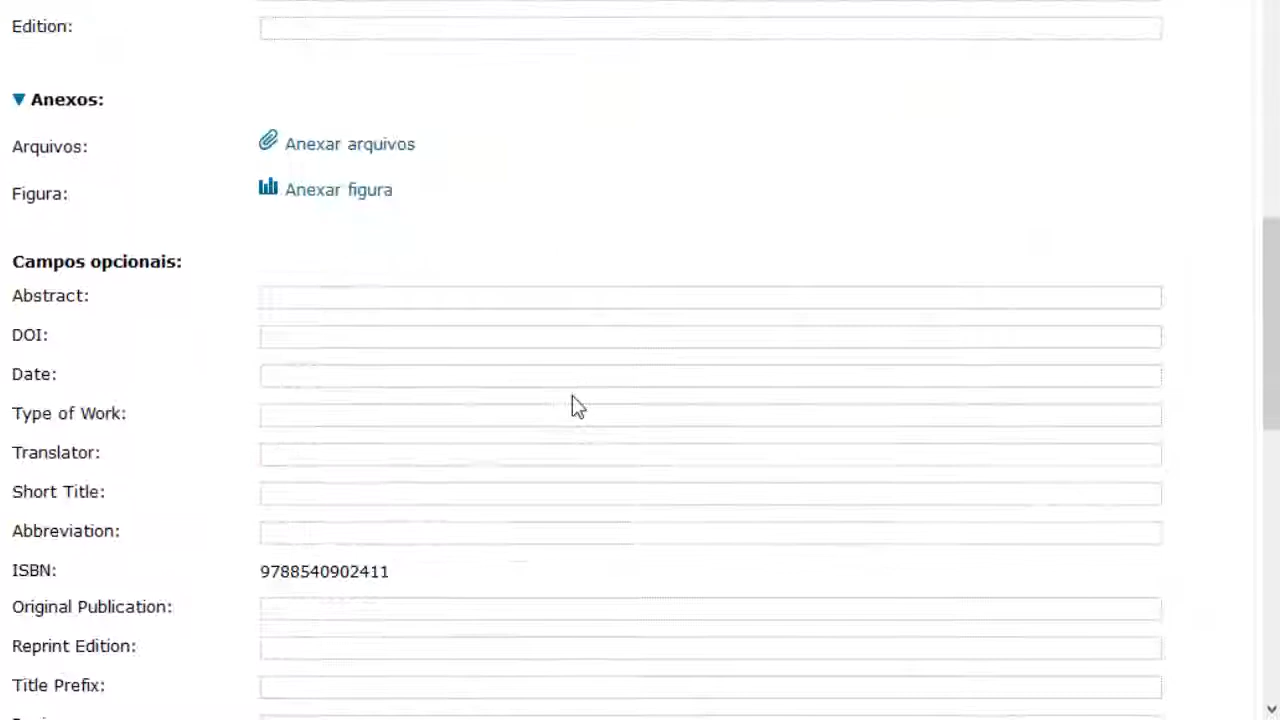 Edition:
▼ Anexos:
Arquivos: Anexar arquivos
Figura: Anexar figura
Campos opcionais:
Abstract:
DOI:
Date:
Type of Work:
Translator:
Short Title:
Abbreviation:
ISBN: 9788540902411
Original Publication:
Reprint Edition:
Title Prefix: